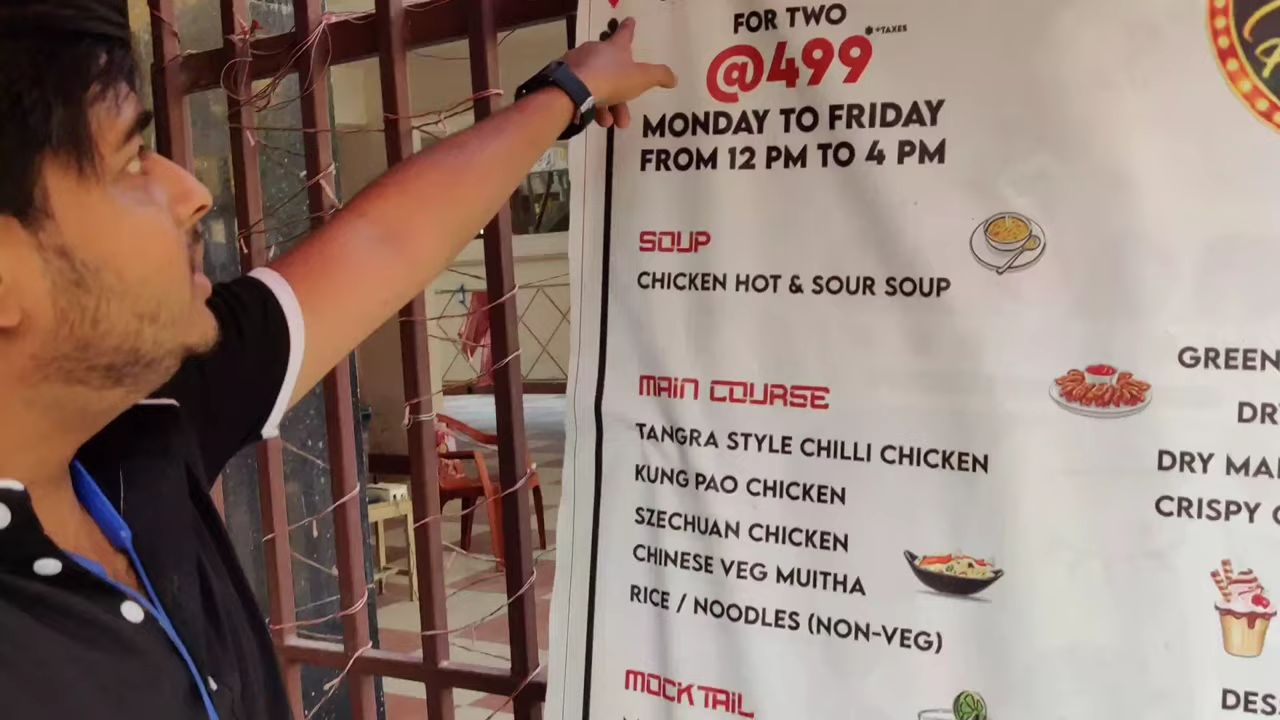 FOR TWO
*+TAXES
@499
MONDAY TO FRIDAY
FROM 12 PM TO 4 PM
SOUP
CHICKEN HOT & SOUR SOUP
MAIN COURSE
TANGRA STYLE CHILLI CHICKEN
KUNG PAO CHICKEN
SZECHUAN CHICKEN
CHINESE VEG MUITHA
RICE / NOODLES (NON-VEG)
MOCKTAIL
GREEN
DRY MA
CRISPY